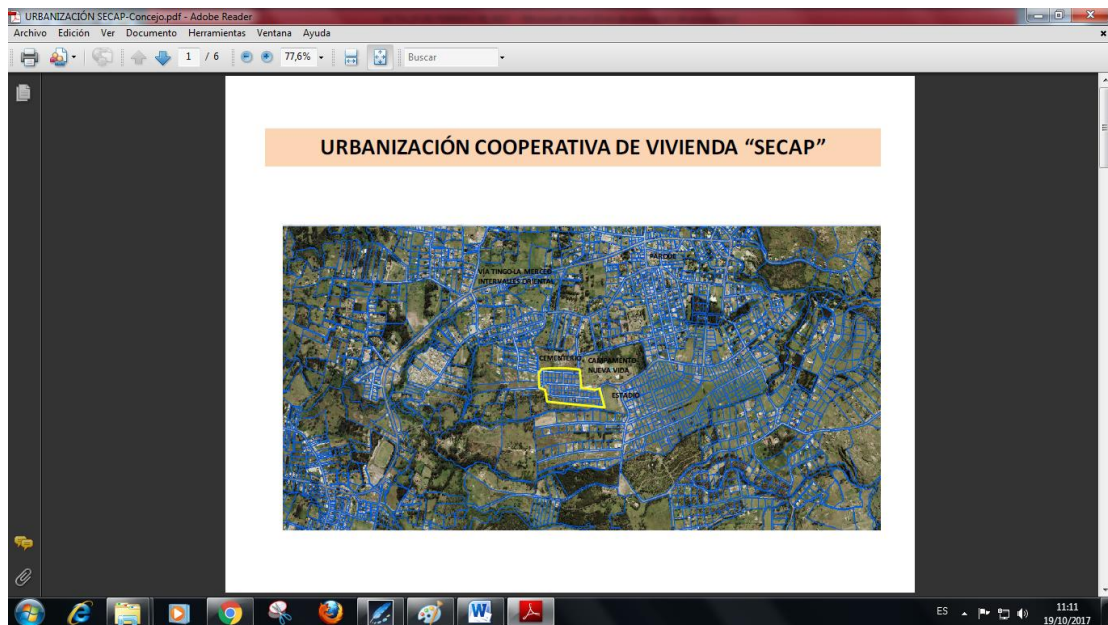 URBANIZACIÓN SECAP-Concejo.pdf - Adobe Reader
Archivo Edición Ver Documento Herramientas Ventana Ayuda
1 / 6 77,6% Buscar
URBANIZACIÓN COOPERATIVA DE VIVIENDA “SECAP”
PARQUE
VIA TINGO-LA MERCED
INTERVALLES ORIENTAL
CEMENTERIO
CAMPAMENTO
NUEVA VIDA
ESTADIO
ES 11:11
19/10/2017